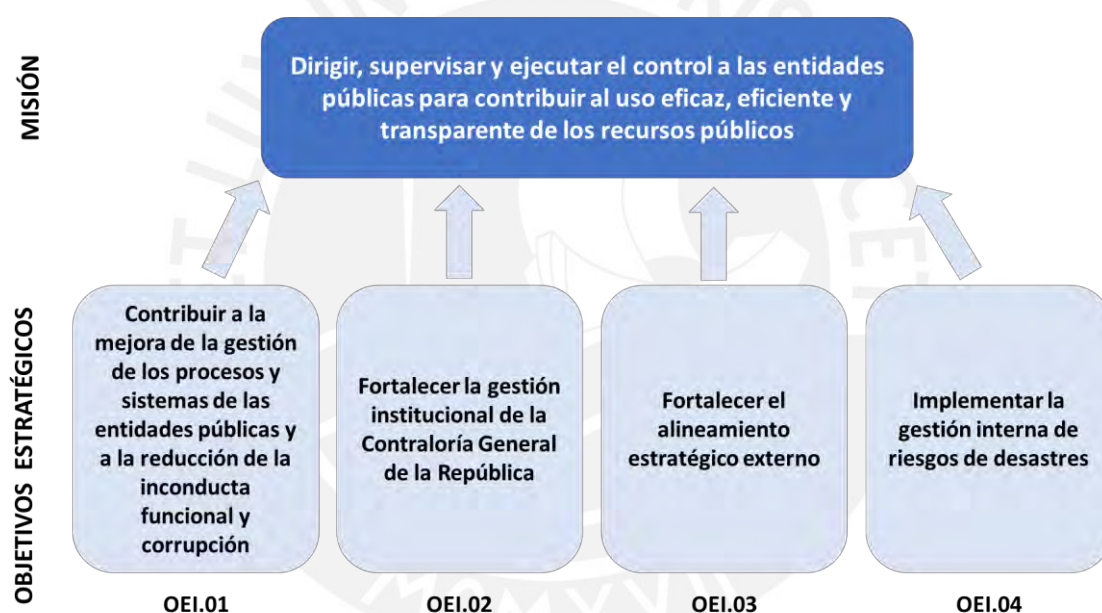 MISIÓN
Dirigir, supervisar y ejecutar el control a las entidades
públicas para contribuir al uso eficaz, eficiente y
transparente de los recursos públicos
OBJETIVOS ESTRATÉGICOS
Contribuir a la
mejora de la gestión
de los procesos y
sistemas de las
entidades públicas y
a la reducción de la
inconducta
funcional y
corrupción
Fortalecer la gestión
institucional de la
Contraloría General
de la República
Fortalecer el
alineamiento
estratégico externo
Implementar la
gestión interna de
riesgos de desastres
OEI.01
OEI.02
OEI.03
OEI.04